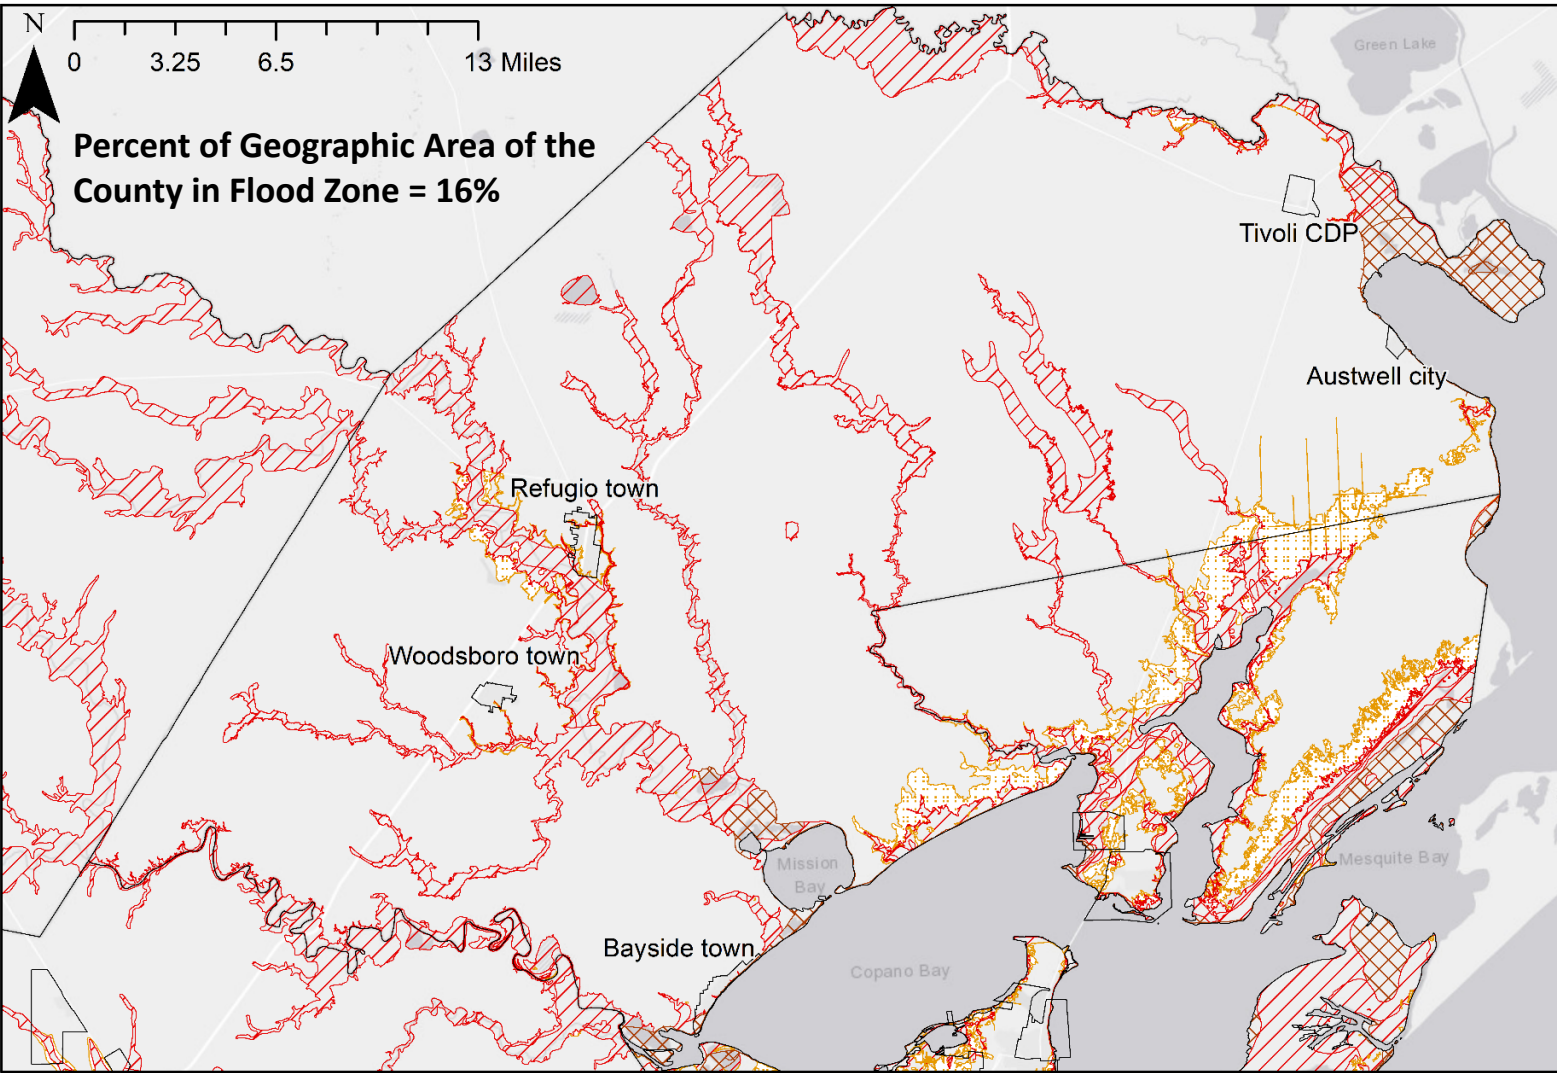 N
0 3.25 6.5 13 Miles
Percent of Geographic Area of the
County in Flood Zone = 16%
Green Lake
Tivoli CDP
Austwell city
Refugio town
Woodsboro town
Mission
Bay
Mesquite Bay
Bayside town
Copano Bay